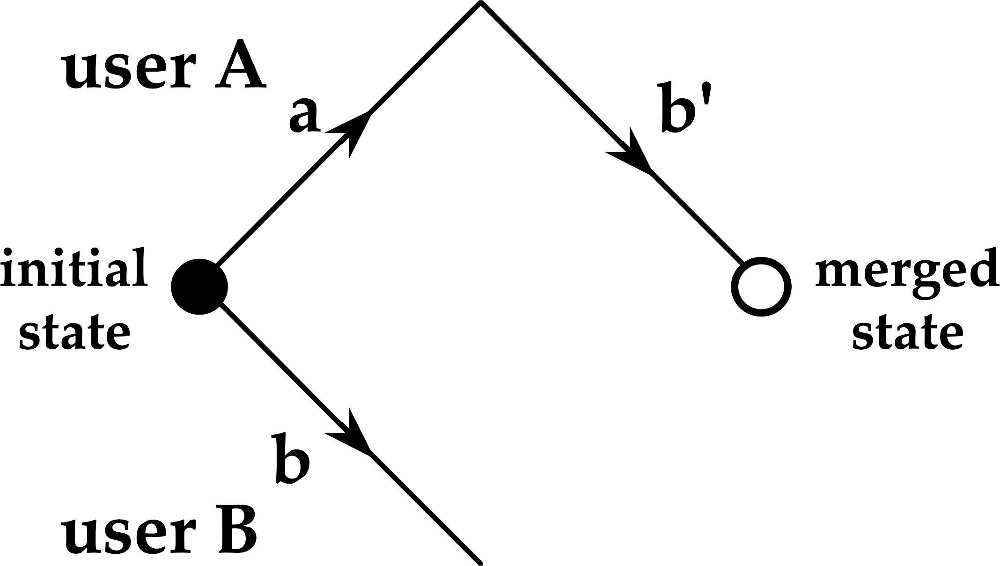 user A
a
b'
initial
state
merged
state
b
user B